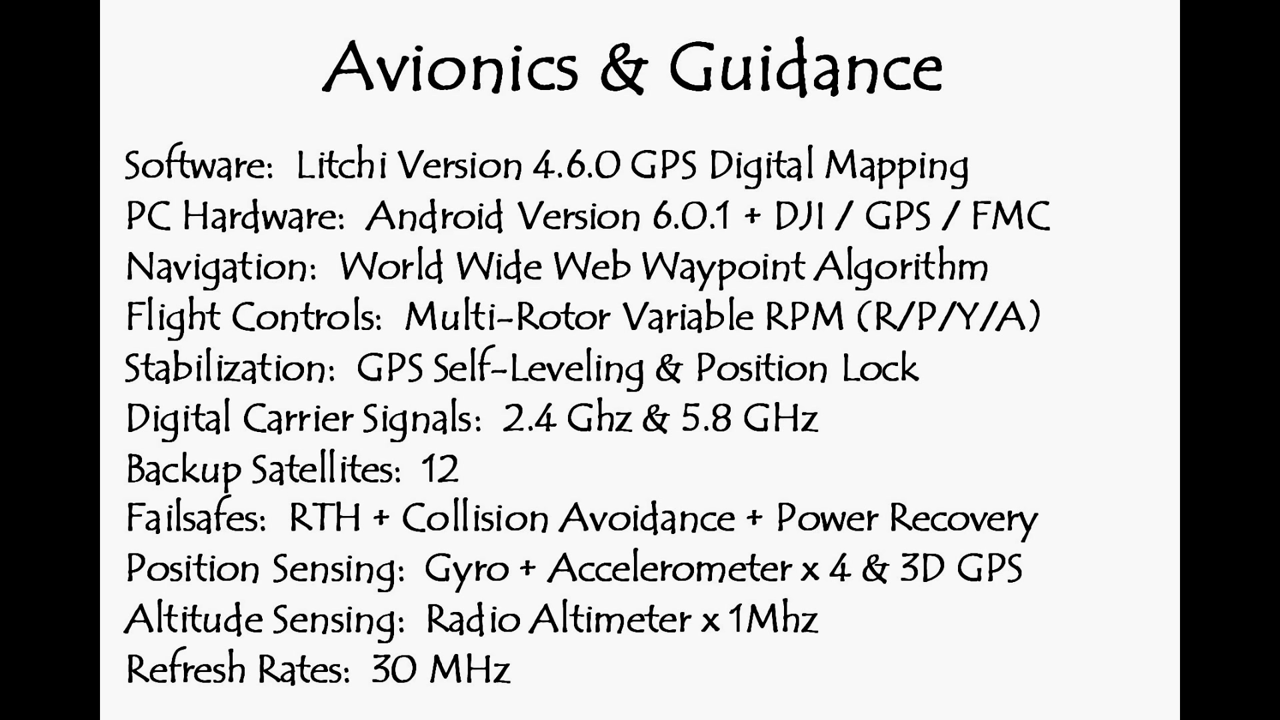 Avionics & Guidance
Software: Litchi Version 4.6.0 GPS Digital Mapping
PC Hardware: Android Version 6.0.1 + DJI / GPS / FMC
Navigation: World Wide Web Waypoint Algorithm
Flight Controls: Multi-Rotor Variable RPM (R/P/Y/A)
Stabilization: GPS Self-Leveling & Position Lock
Digital Carrier Signals: 2.4 Ghz & 5.8 GHz
Backup Satellites: 12
Failsafes: RTH + Collision Avoidance + Power Recovery
Position Sensing: Gyro + Accelerometer x 4 & 3D GPS
Altitude Sensing: Radio Altimeter x 1Mhz
Refresh Rates: 30 MHz